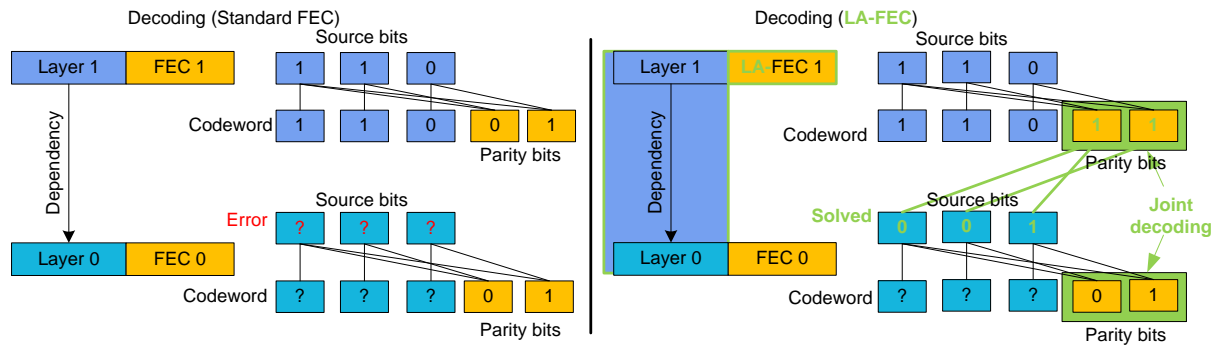 Decoding (Standard FEC)
Source bits
Layer 1 FEC 1
1 1 0
Codeword 1 1 0 0 1
Parity bits
Dependency
Source bits
Error ? ? ?
Layer 0 FEC 0
Codeword ? ? ? 0 1
Parity bits
Decoding (LA-FEC)
Source bits
Layer 1 LA-FEC 1
1 1 0
Codeword 1 1 0 1 1
Parity bits
Dependency
Source bits
Solved 0 0 1
Joint
decoding
Layer 0 FEC 0
Codeword ? ? ? 0 1
Parity bits